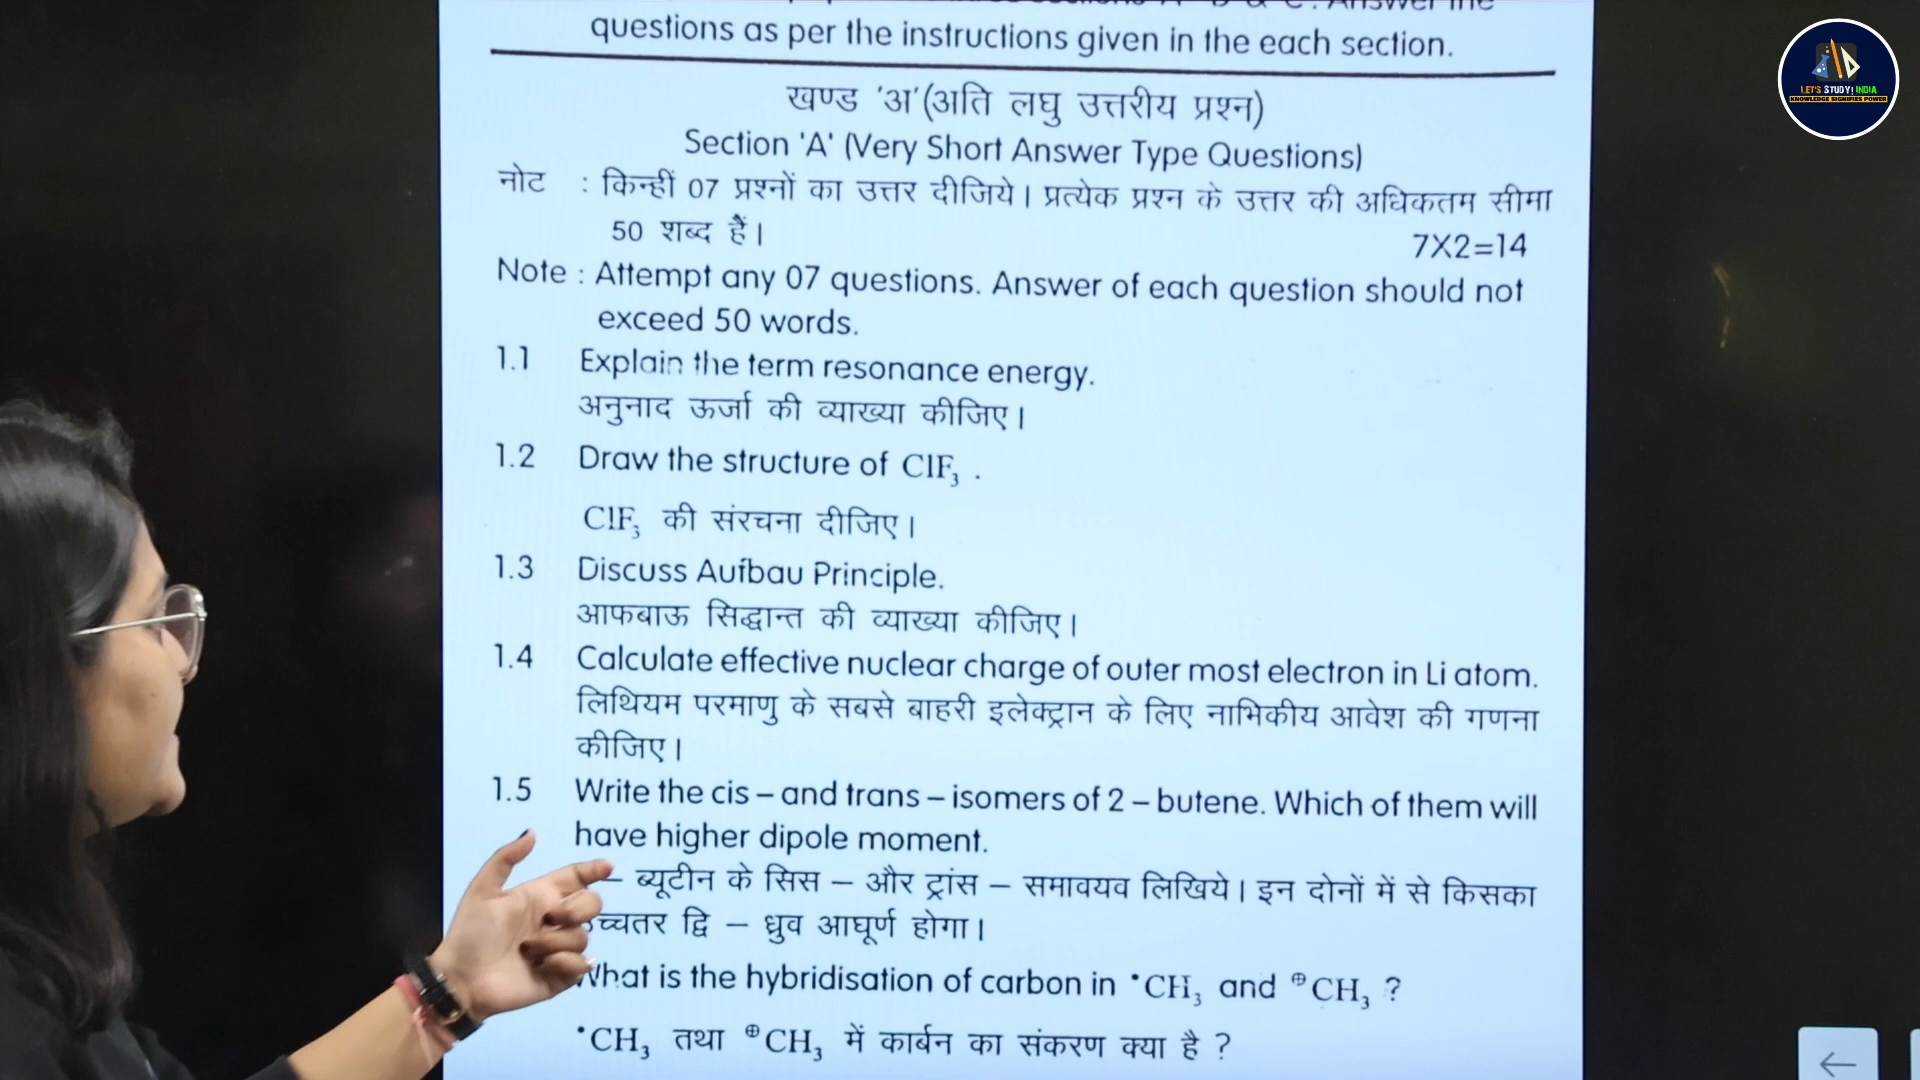 questions as per the instructions given in the each section.
LET'S STUDY! INDIA
KNOWLEDGE SIGNIFIES POWER
खण्ड 'अ'(अति लघु उत्तरीय प्रश्न)
Section 'A' (Very Short Answer Type Questions)
नोट : किन्हीं 07 प्रश्नों का उत्तर दीजिये। प्रत्येक प्रश्न के उत्तर की अधिकतम सीमा
50 शब्द हैं। 7X2=14
Note : Attempt any 07 questions. Answer of each question should not
exceed 50 words.
1.1 Explain the term resonance energy.
अनुनाद ऊर्जा की व्याख्या कीजिए।
1.2 Draw the structure of ClF₃ .
ClF₃ की संरचना दीजिए।
1.3 Discuss Aufbau Principle.
आफबाऊ सिद्धान्त की व्याख्या कीजिए।
1.4 Calculate effective nuclear charge of outer most electron in Li atom.
लिथियम परमाणु के सबसे बाहरी इलेक्ट्रान के लिए नाभिकीय आवेश की गणना
कीजिए।
1.5 Write the cis – and trans – isomers of 2 – butene. Which of them will
have higher dipole moment.
– ब्यूटीन के सिस – और ट्रांस – समावयव लिखिये। इन दोनों में से किसका
द्वि – ध्रुव आघूर्ण होगा।
What is the hybridisation of carbon in •CH₃ and ⊕CH₃ ?
•CH₃ तथा ⊕CH₃ में कार्बन का संकरण क्या है ?